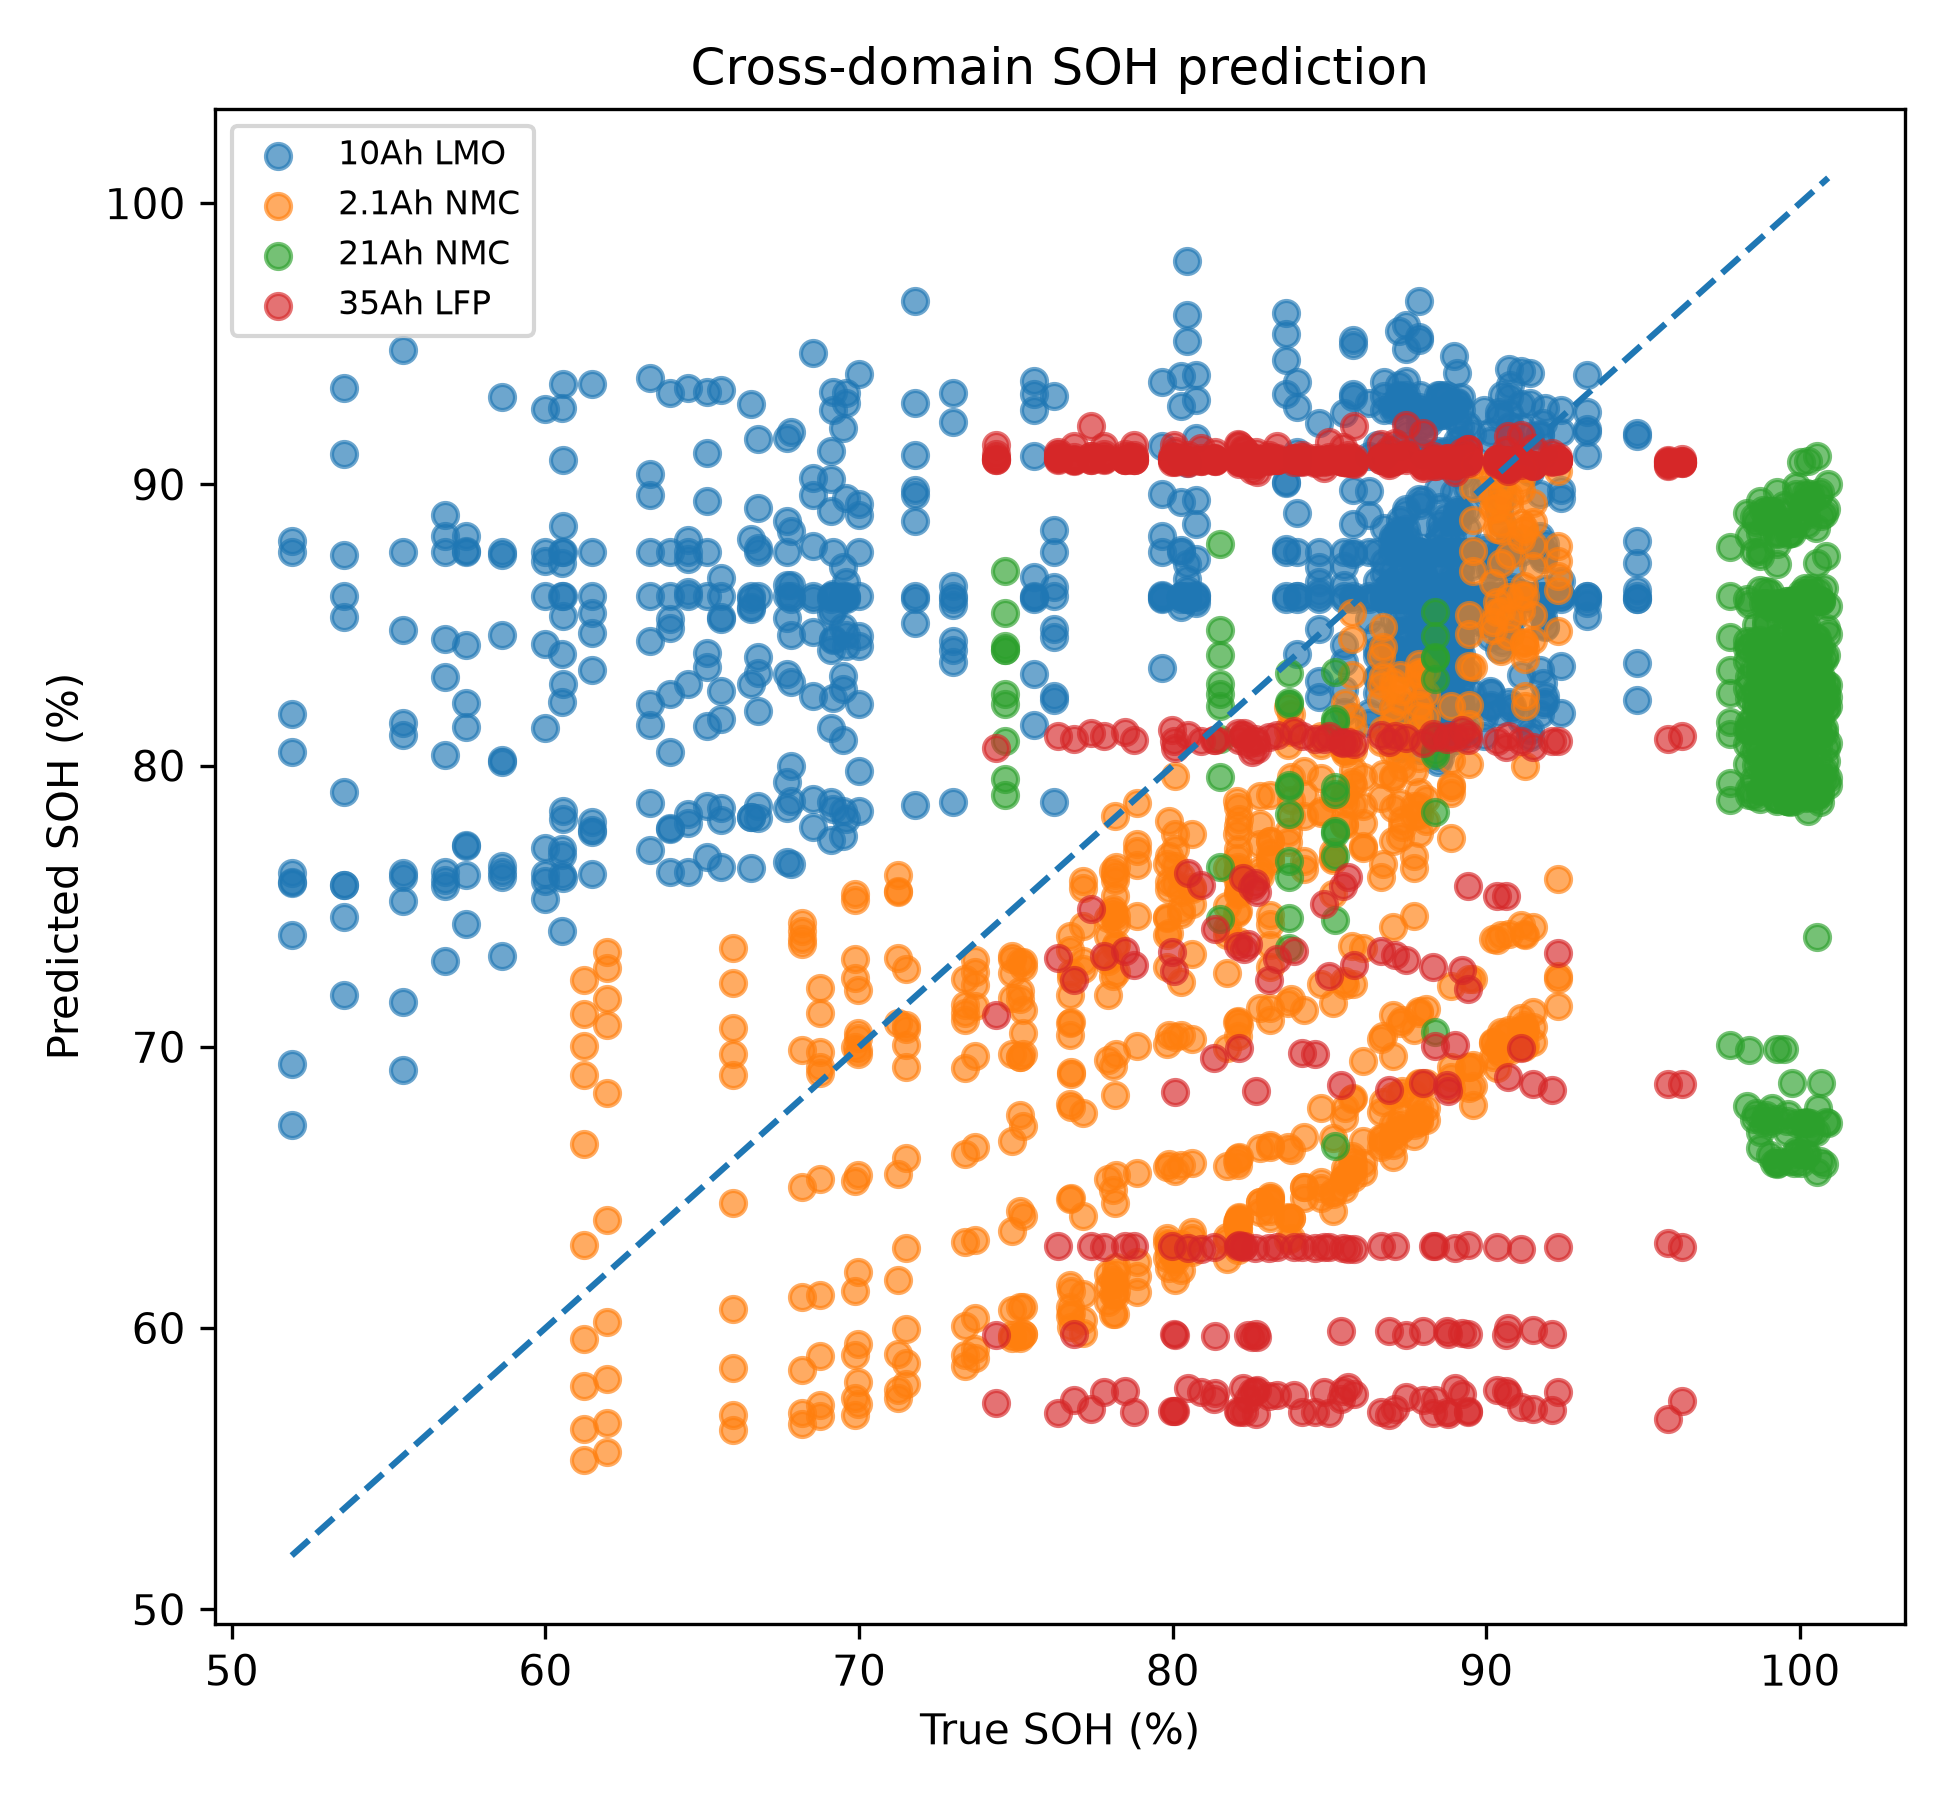 Cross-domain SOH prediction
10Ah LMO
2.1Ah NMC
21Ah NMC
35Ah LFP
Predicted SOH (%)
100
90
80
70
60
50
50 60 70 80 90 100
True SOH (%)